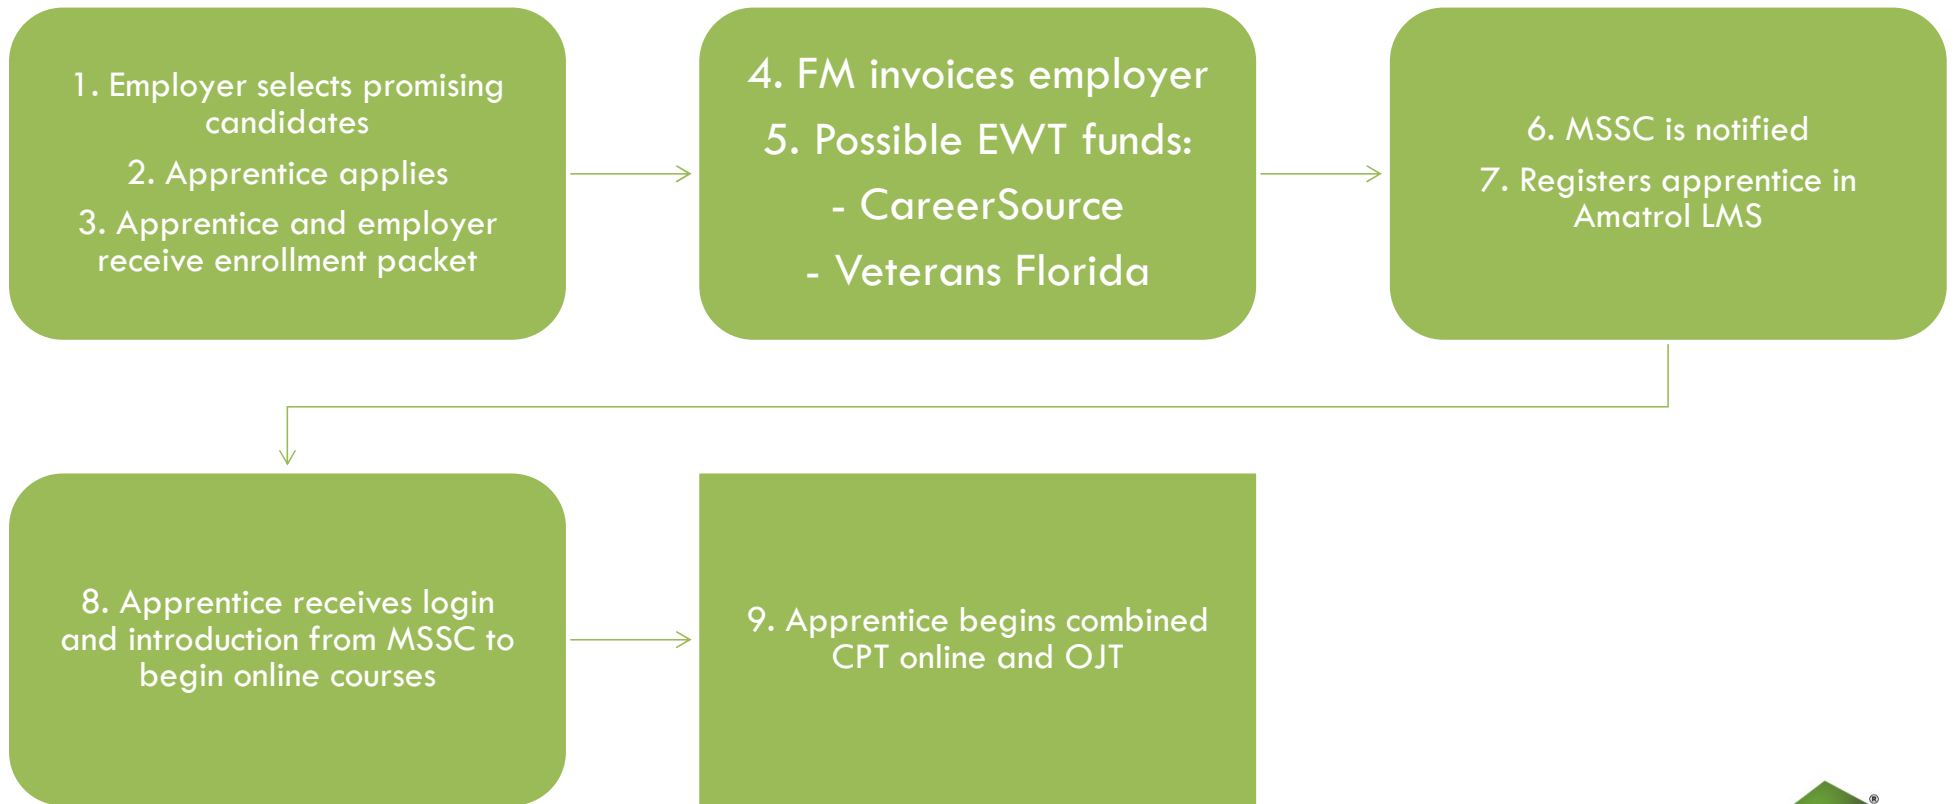 1. Employer selects promising
candidates
2. Apprentice applies
3. Apprentice and employer
receive enrollment packet
4. FM invoices employer
5. Possible EWT funds:
- CareerSource
- Veterans Florida
6. MSSC is notified
7. Registers apprentice in
Amatrol LMS
8. Apprentice receives login
and introduction from MSSC to
begin online courses
9. Apprentice begins combined
CPT online and OJT
®